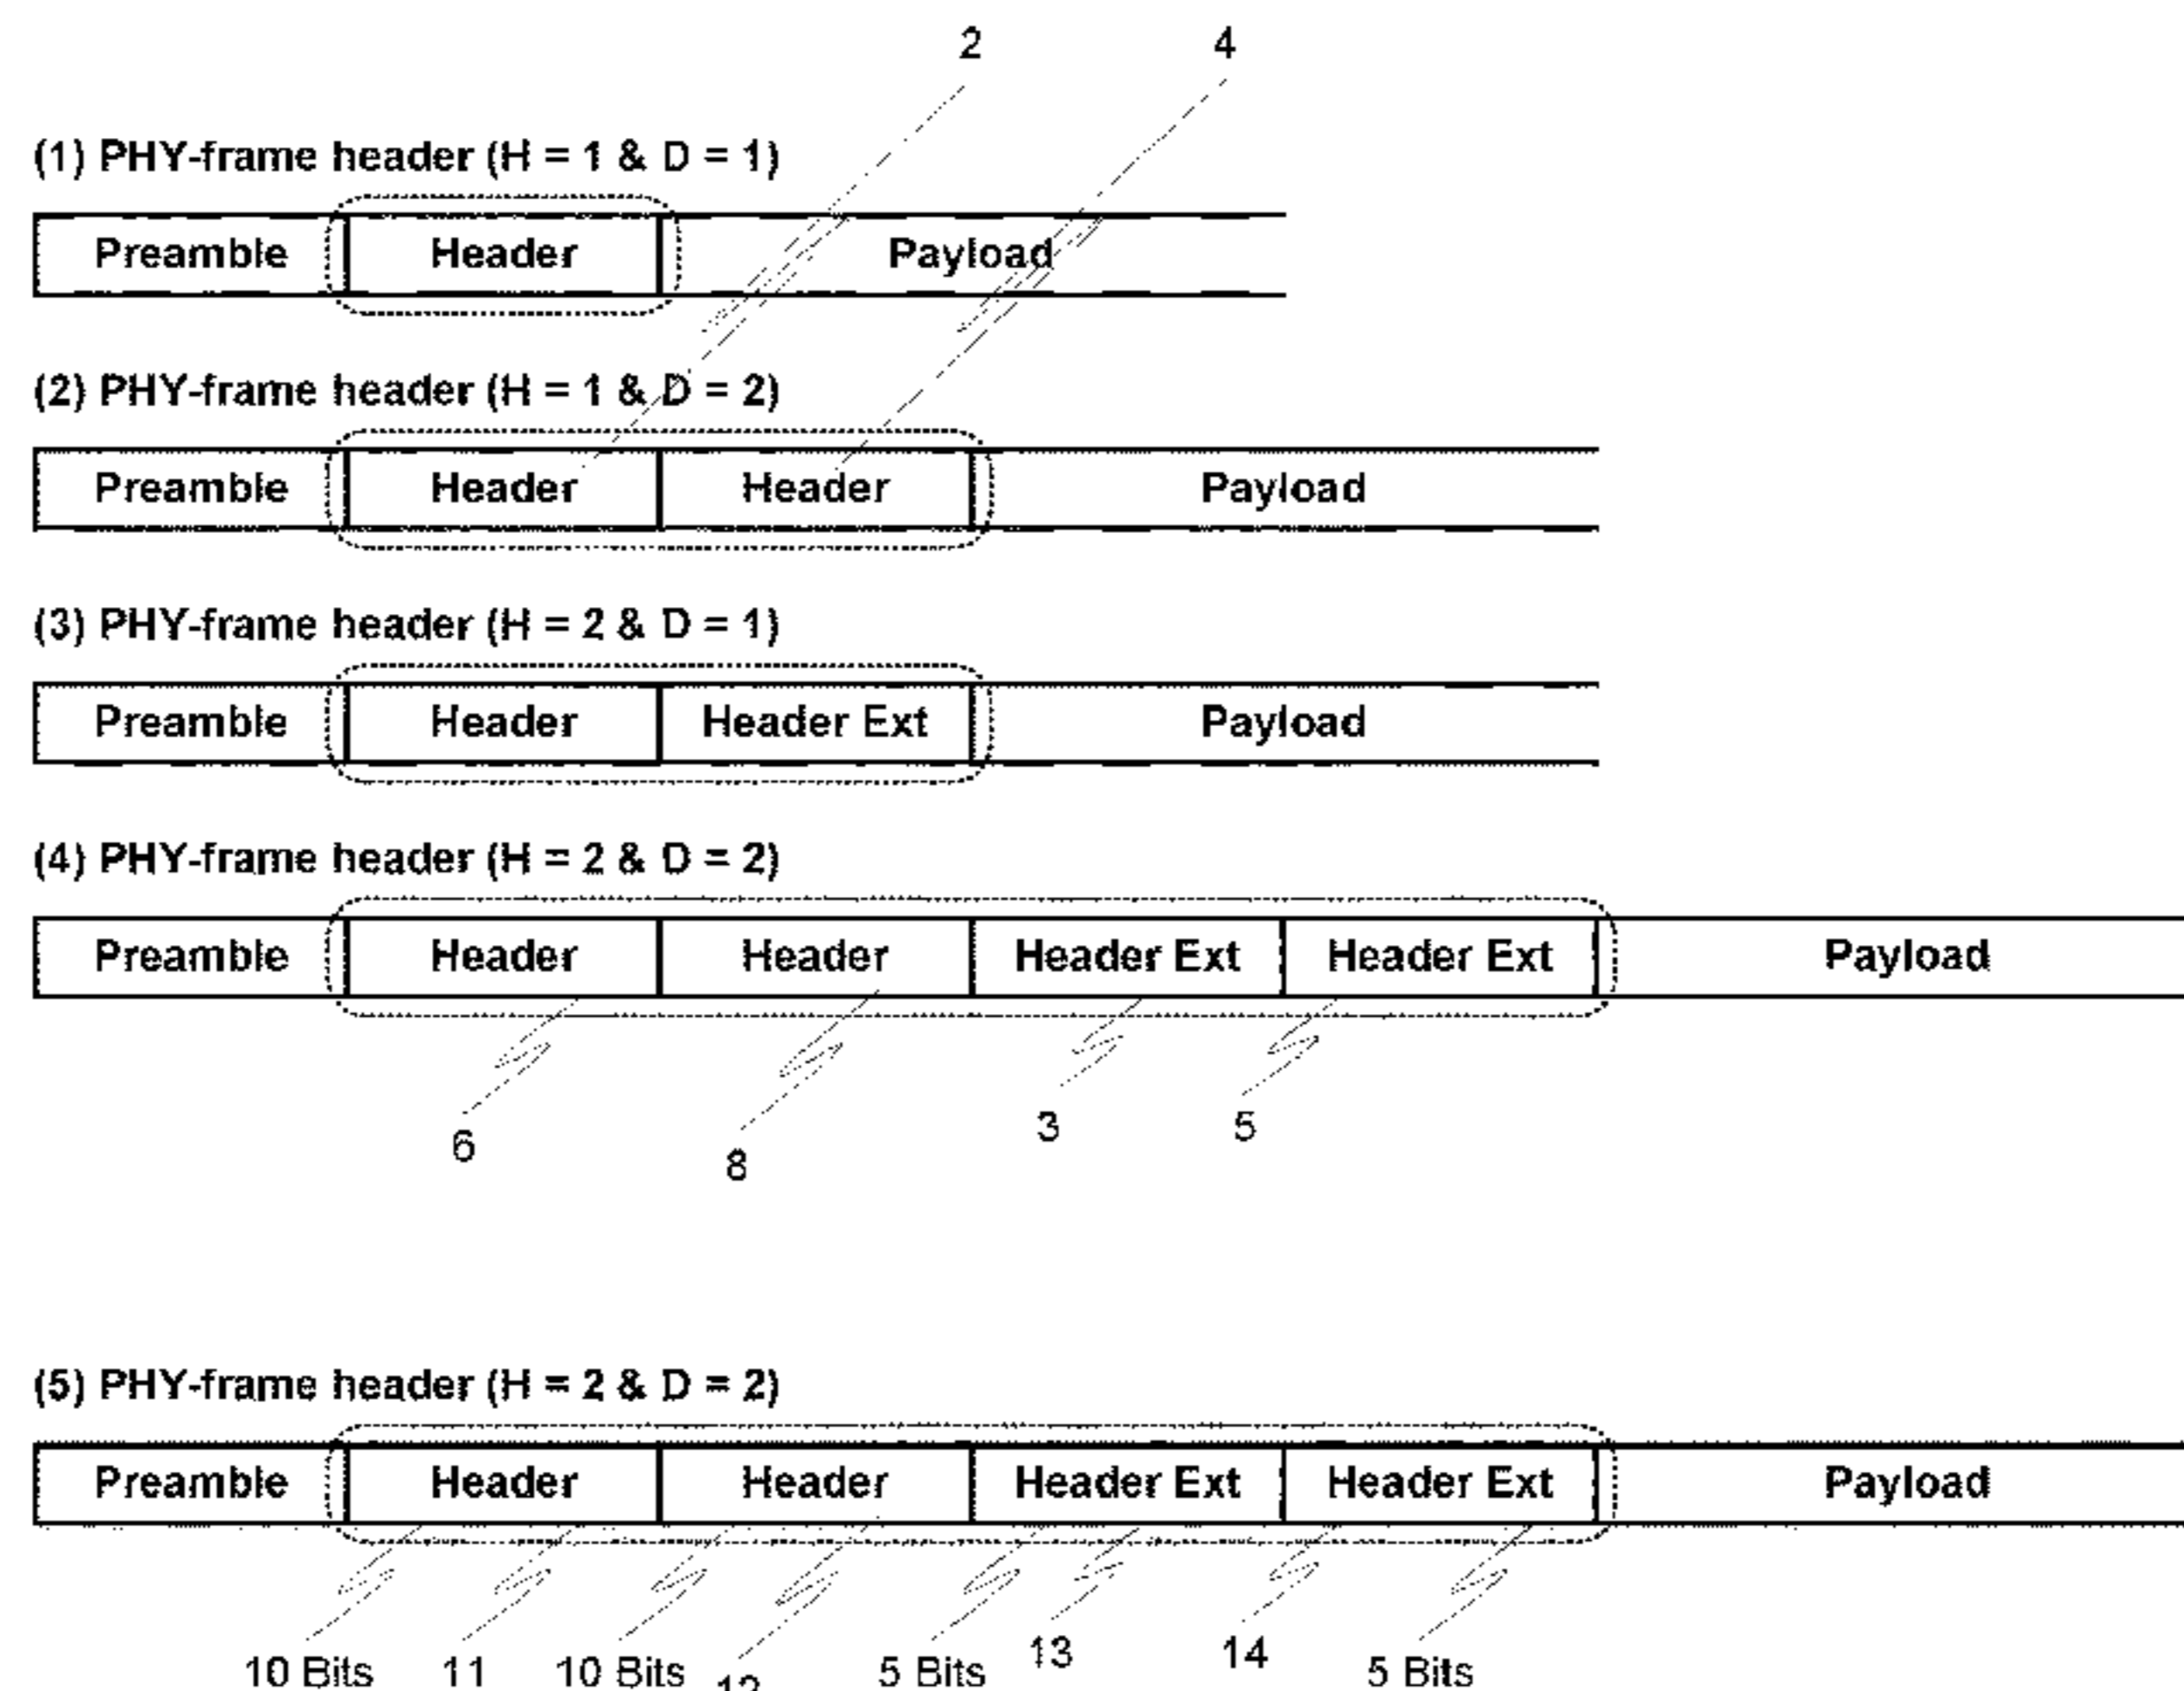 2 4
(1) PHY-frame header (H = 1 & D = 1)
Preamble Header Payload
(2) PHY-frame header (H = 1 & D = 2)
Preamble Header Header Payload
(3) PHY-frame header (H = 2 & D = 1)
Preamble Header Header Ext Payload
(4) PHY-frame header (H = 2 & D = 2)
Preamble Header Header Header Ext Header Ext Payload
6 8 3 5
(5) PHY-frame header (H = 2 & D = 2)
Preamble Header Header Header Ext Header Ext Payload
10 Bits 11 10 Bits 12 5 Bits 13 14 5 Bits